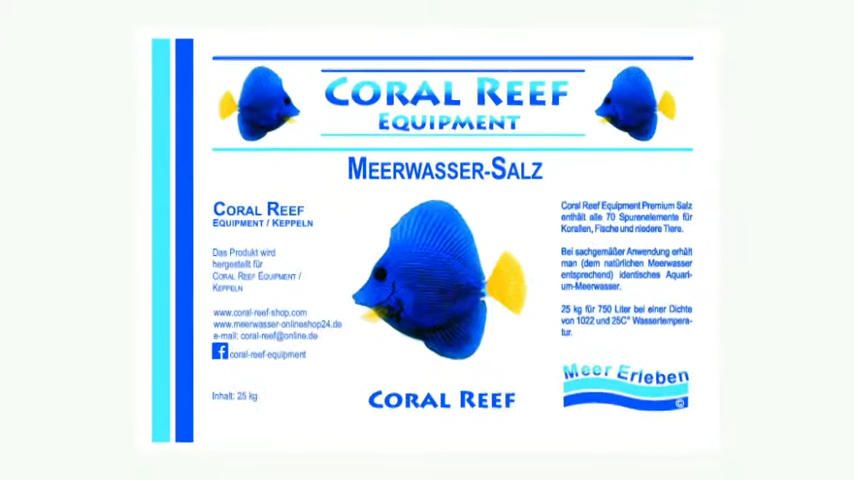 CORAL REEF
EQUIPMENT
MEERWASSER-SALZ
CORAL REEF
EQUIPMENT / KEPPELN
Das Produkt wird
hergestellt für
CORAL REEF EQUIPMENT /
KEPPELN
www.coral-reef-shop.com
www.meerwasser-onlineshop24.de
e-mail: coral-reef@online.de
f coral-reef-equipment
Inhalt: 25 kg
CORAL REEF
Coral Reef Equipment Premium Salz
enthält alle 70 Spurenelemente für
Korallen, Fische und niedere Tiere.
Bei sachgemäßer Anwendung erhält
man (dem natürlichen Meerwasser
entsprechend) identisches Aquari-
um-Meerwasser.
25 kg für 750 Liter bei einer Dichte
von 1022 und 25C° Wassertempera-
tur.
Meer Erleben
©